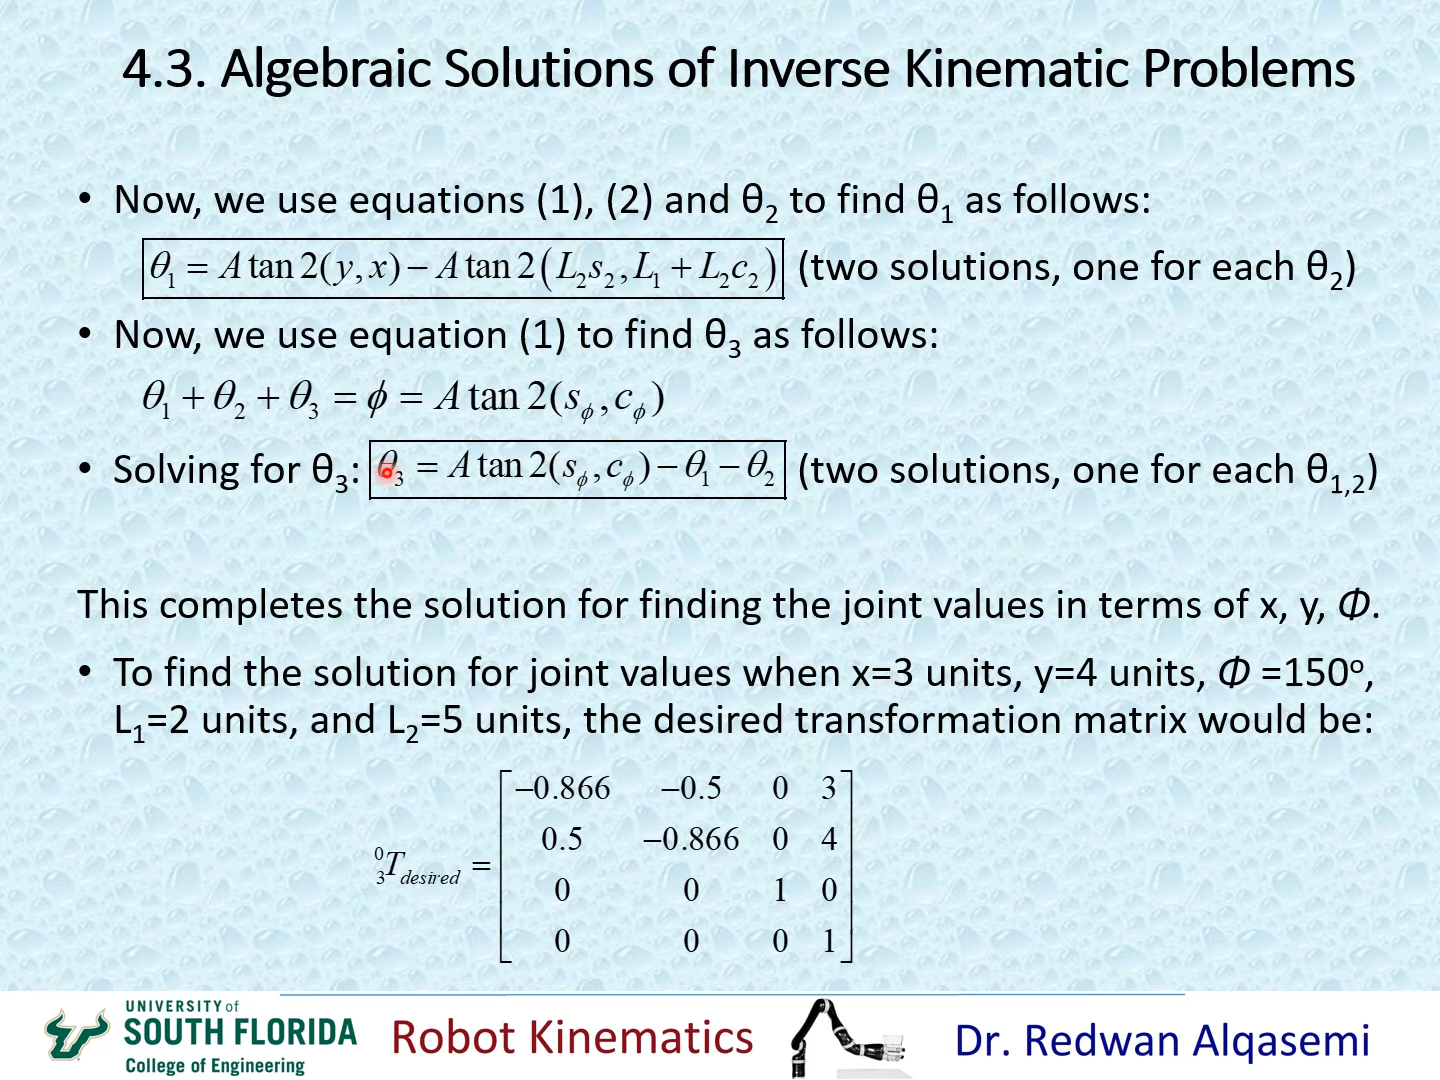 4.3. Algebraic Solutions of Inverse Kinematic Problems
• Now, we use equations (1), (2) and θ₂ to find θ₁ as follows:
θ₁ = A tan 2(y, x) − A tan 2(L₂s₂, L₁ + L₂c₂) (two solutions, one for each θ₂)
• Now, we use equation (1) to find θ₃ as follows:
θ₁ + θ₂ + θ₃ = ϕ = A tan 2(s_ϕ, c_ϕ)
• Solving for θ₃: θ₃ = A tan 2(s_ϕ, c_ϕ) − θ₁ − θ₂ (two solutions, one for each θ₁,₂)
This completes the solution for finding the joint values in terms of x, y, Φ.
• To find the solution for joint values when x=3 units, y=4 units, Φ =150º,
L₁=2 units, and L₂=5 units, the desired transformation matrix would be:
−0.866 −0.5 0 3
0.5 −0.866 0 4
⁰₃T_desired =
0 0 1 0
0 0 0 1
UNIVERSITY of
SOUTH FLORIDA
College of Engineering
Robot Kinematics
Dr. Redwan Alqasemi